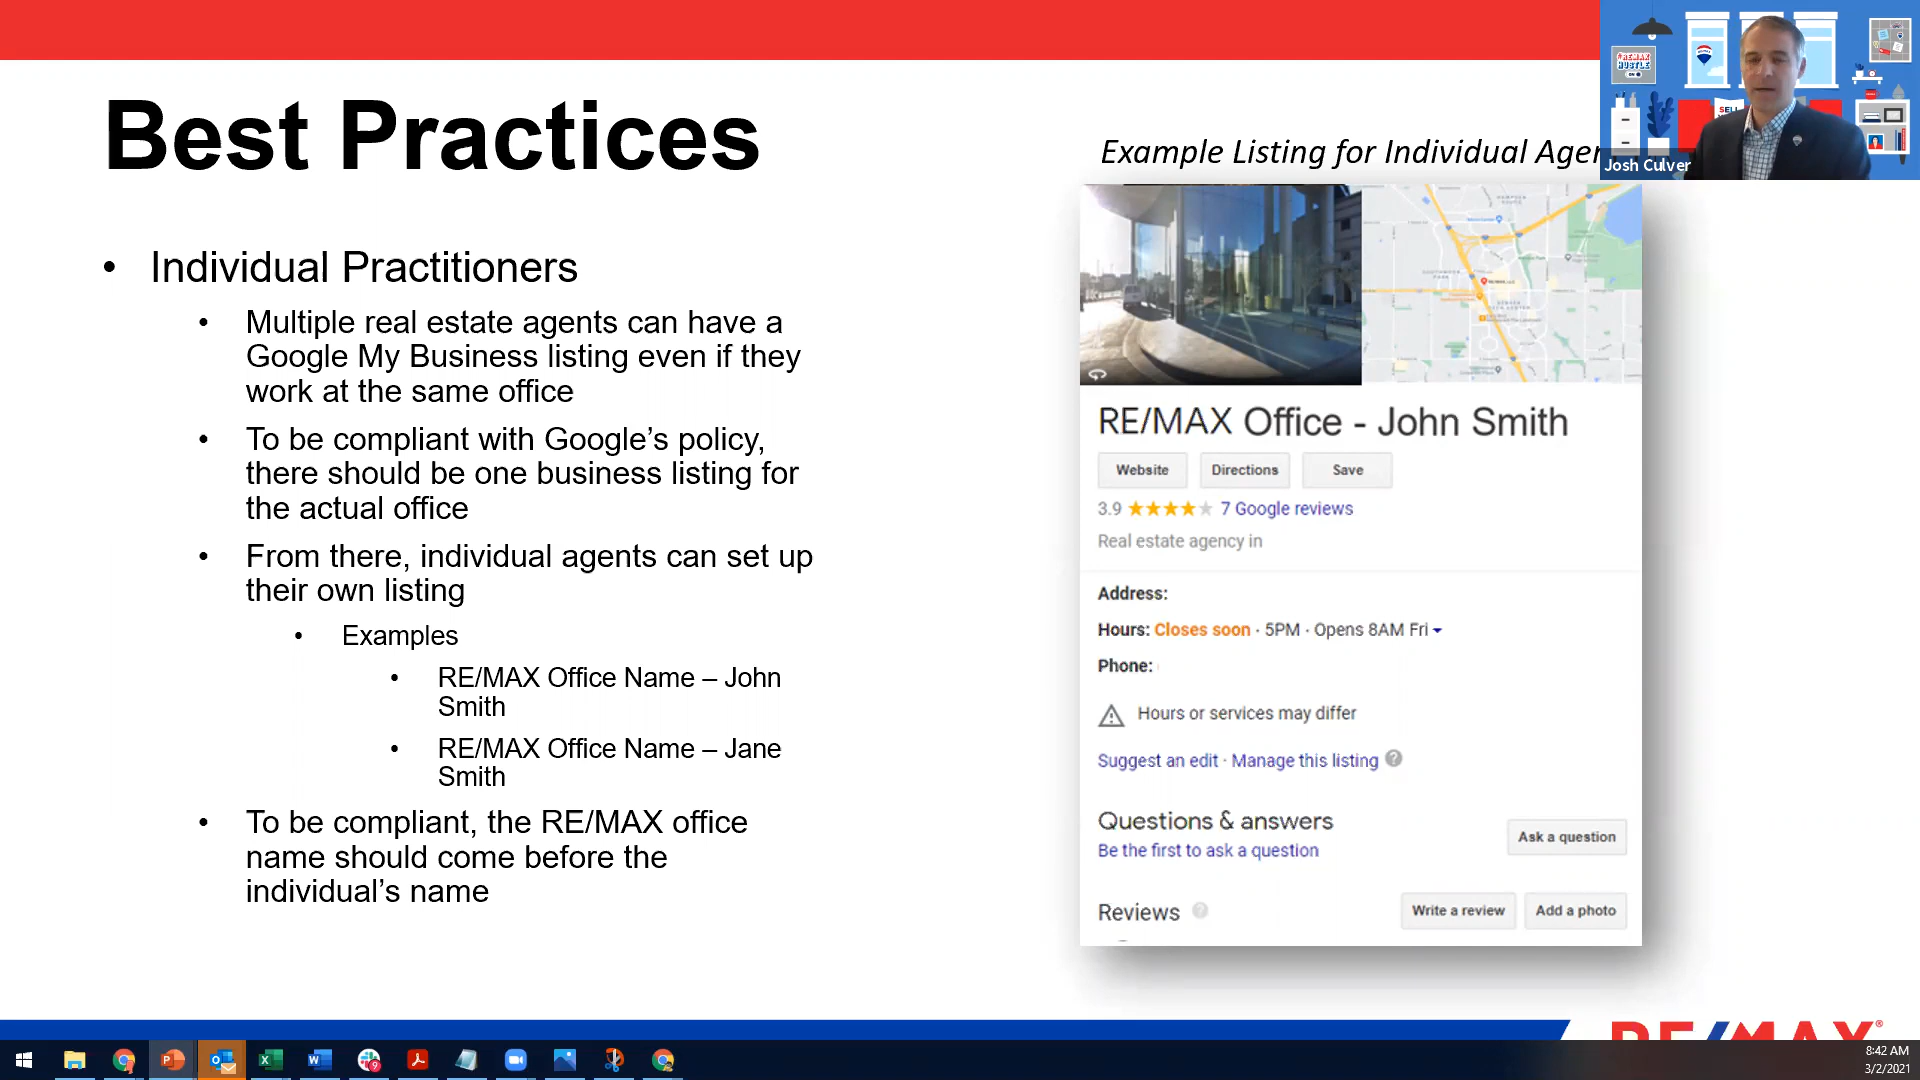 Best Practices
• Individual Practitioners
• Multiple real estate agents can have a
Google My Business listing even if they
work at the same office
• To be compliant with Google’s policy,
there should be one business listing for
the actual office
• From there, individual agents can set up
their own listing
• Examples
• RE/MAX Office Name – John
Smith
• RE/MAX Office Name – Jane
Smith
• To be compliant, the RE/MAX office
name should come before the
individual’s name
Example Listing for Individual Agen
RE/MAX Office - John Smith
Website Directions Save
3.9 7 Google reviews
Real estate agency in
Address:
Hours: Closes soon · 5PM · Opens 8AM Fri
Phone:
Hours or services may differ
Suggest an edit · Manage this listing ?
Questions & answers
Be the first to ask a question
Ask a question
Reviews ?
Write a review Add a photo
#REMAX
HUSTLE
ON
SELL
Josh Culver
RE/MAX®
8:42 AM
3/2/2021